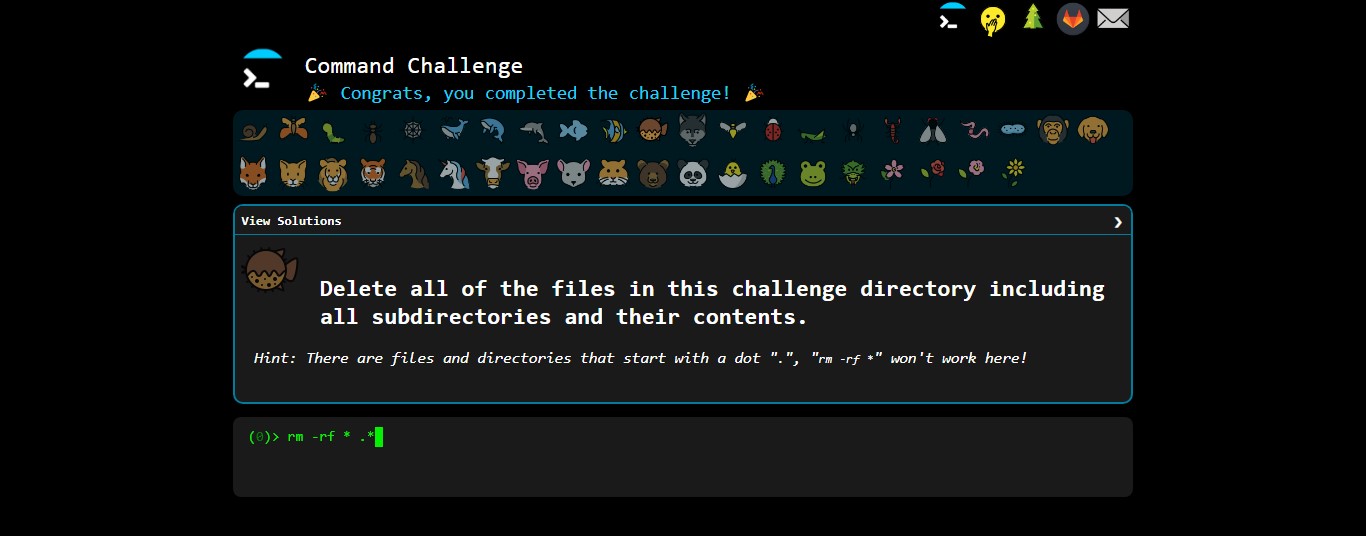 Command Challenge
🎉 Congrats, you completed the challenge! 🎉
View Solutions ❯
Delete all of the files in this challenge directory including
all subdirectories and their contents.
Hint: There are files and directories that start with a dot ".", "rm -rf *" won't work here!
(0)> rm -rf * .*